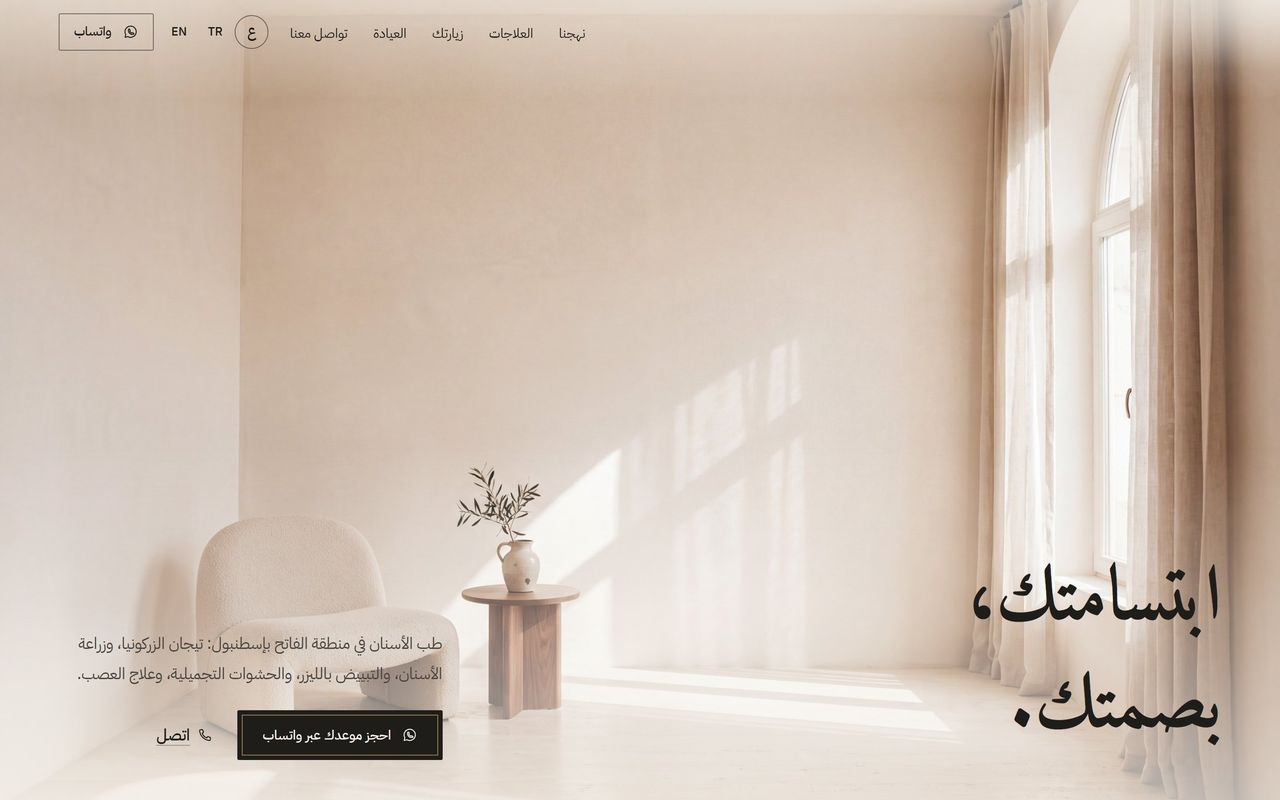 نهجنا
العلاجات
زيارتك
العيادة
تواصل معنا
ع
TR
EN
واتساب
ابتسامتك،
بصمتك.
طب الأسنان في منطقة الفاتح بإسطنبول: تيجان الزركونيا، وزراعة
الأسنان، والتبييض بالليزر، والحشوات التجميلية، وعلاج العصب.
احجز موعدك عبر واتساب
اتصل